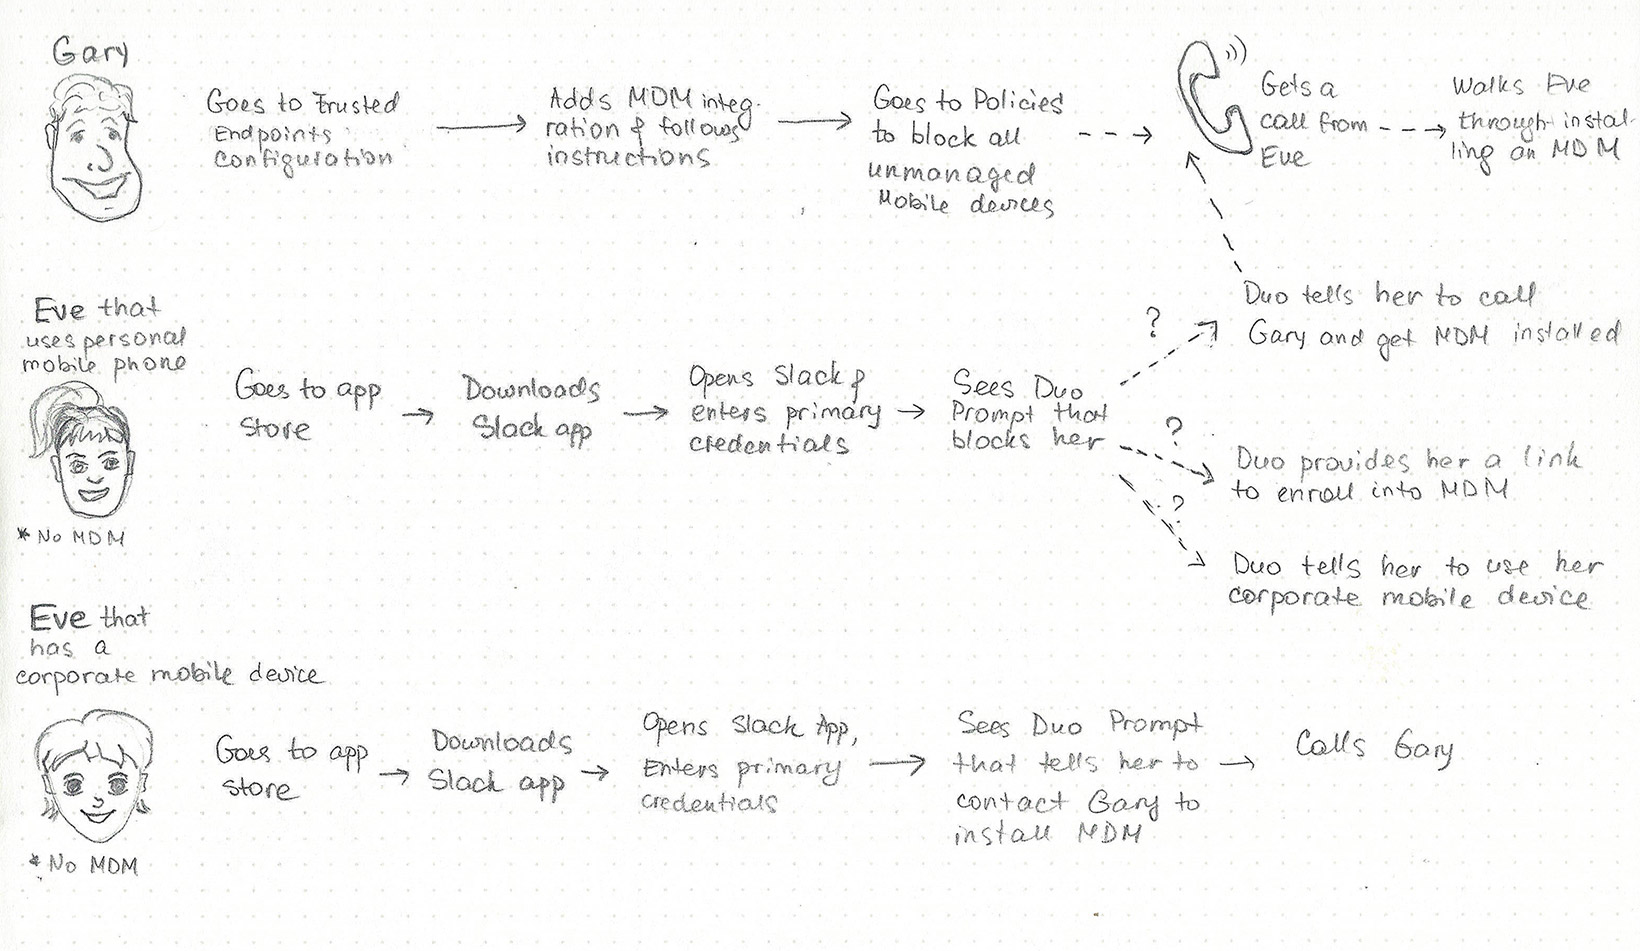 Gary
Goes to Trusted
Endpoints
configuration
Adds MDM integ-
ration & follows
instructions
Goes to Policies
to block all
unmanaged
Mobile devices
Gets a
call from
Eve
Walks Eve
through instal-
ling an MDM
Eve that
uses personal
mobile phone
* No MDM
Goes to app
store
Downloads
Slack app
Opens Slack &
enters primary
credentials
Sees Duo
Prompt that
blocks her
?
Duo tells her to call
Gary and get MDM installed
?
Duo provides her a link
to enroll into MDM
?
Duo tells her to use her
corporate mobile device
Eve that
has a
corporate mobile device
* No MDM
Goes to app
store
Downloads
Slack app
Opens Slack App,
Enters primary
credentials
Sees Duo Prompt
that tells her to
contact Gary to
install MDM
Calls Gary